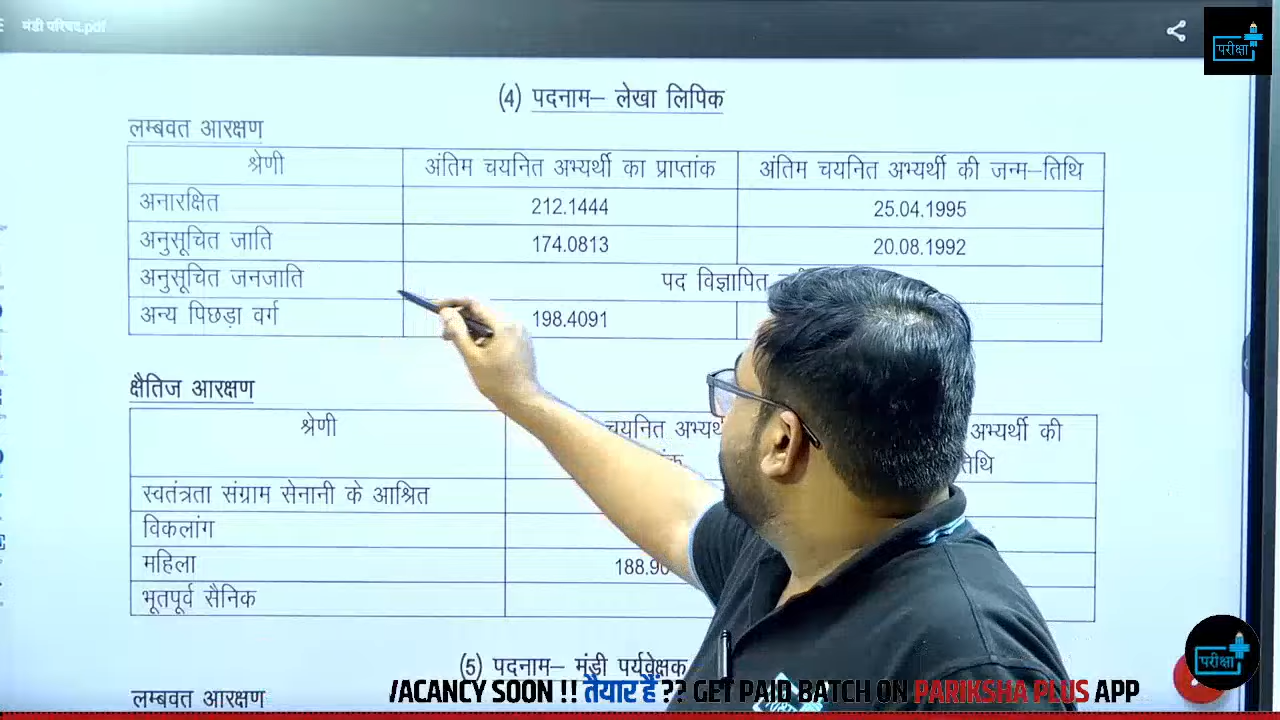 मंडी परिषद.pdf
परीक्षा
(4) पदनाम– लेखा लिपिक
लम्बवत आरक्षण
श्रेणी अंतिम चयनित अभ्यर्थी का प्राप्तांक अंतिम चयनित अभ्यर्थी की जन्म–तिथि
अनारक्षित 212.1444 25.04.1995
अनुसूचित जाति 174.0813 20.08.1992
अनुसूचित जनजाति पद विज्ञापित
अन्य पिछड़ा वर्ग 198.4091
क्षैतिज आरक्षण
श्रेणी चयनित अभ्यर्थी की
स्वतंत्रता संग्राम सेनानी के आश्रित
विकलांग
महिला 188.90
भूतपूर्व सैनिक
(5) पदनाम– मंडी पर्यवेक्षक
लम्बवत आरक्षण
परीक्षा
VACANCY SOON !! तैयार हैं ?? GET PAID BATCH ON PARIKSHA PLUS APP